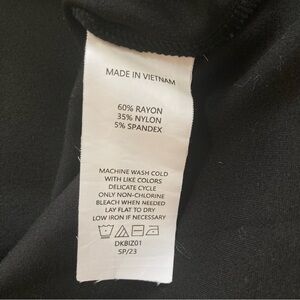 MADE IN VIETNAM
60% RAYON
35% NYLON
5% SPANDEX
MACHINE WASH COLD
WITH LIKE COLORS
DELICATE CYCLE
ONLY NON-CHLORINE
BLEACH WHEN NEEDED
LAY FLAT TO DRY
LOW IRON IF NECESSARY
DKBIZ01
SP/23